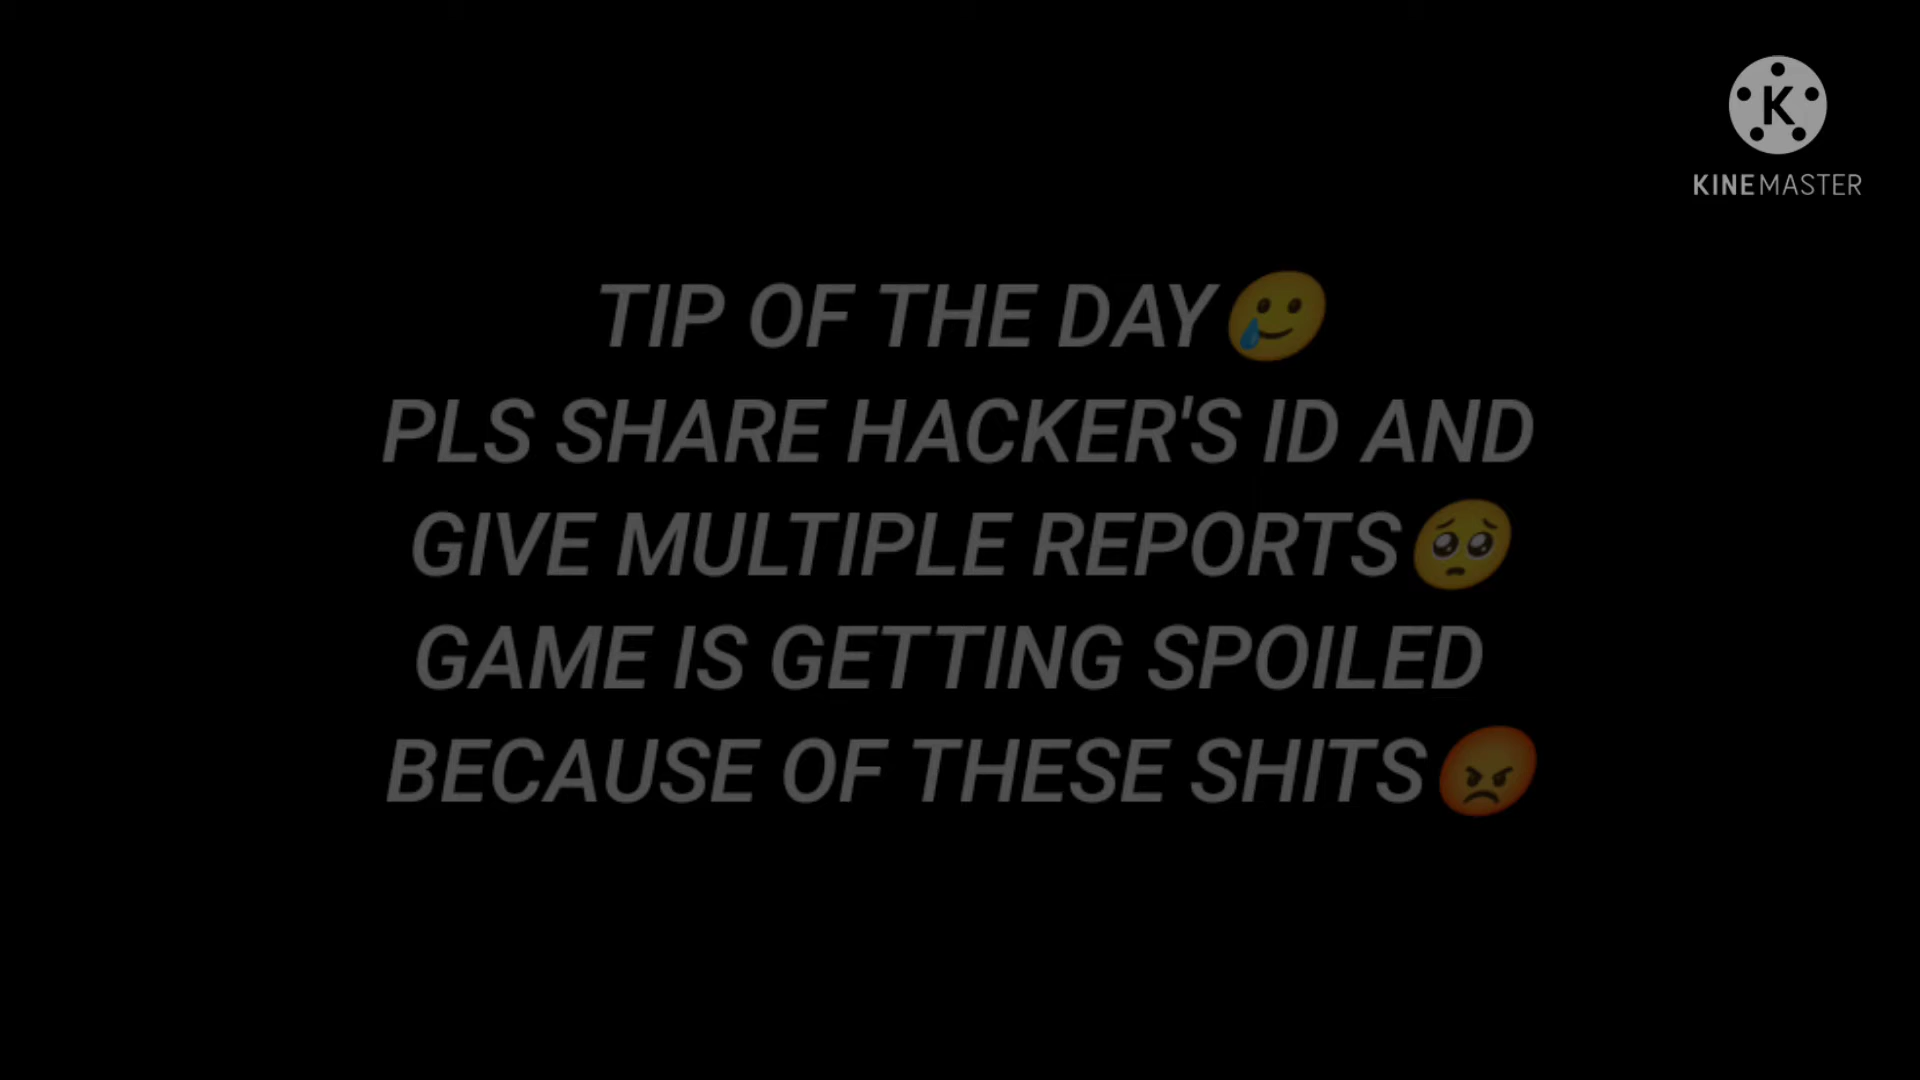 K
KINEMASTER
TIP OF THE DAY🥲
PLS SHARE HACKER'S ID AND
GIVE MULTIPLE REPORTS🥺
GAME IS GETTING SPOILED
BECAUSE OF THESE SHITS😡